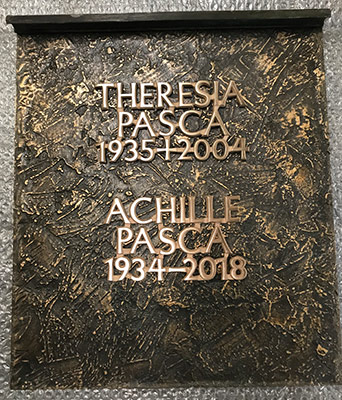 THERESIA
PASCA
1935+2004
ACHILLE
PASCA
1934–2018